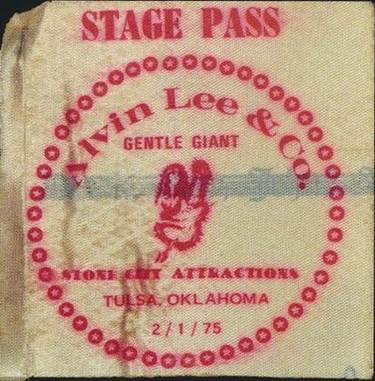 STAGE PASS
Alvin Lee & Co.
GENTLE GIANT
STONE CITY ATTRACTIONS
TULSA, OKLAHOMA
2/1/75